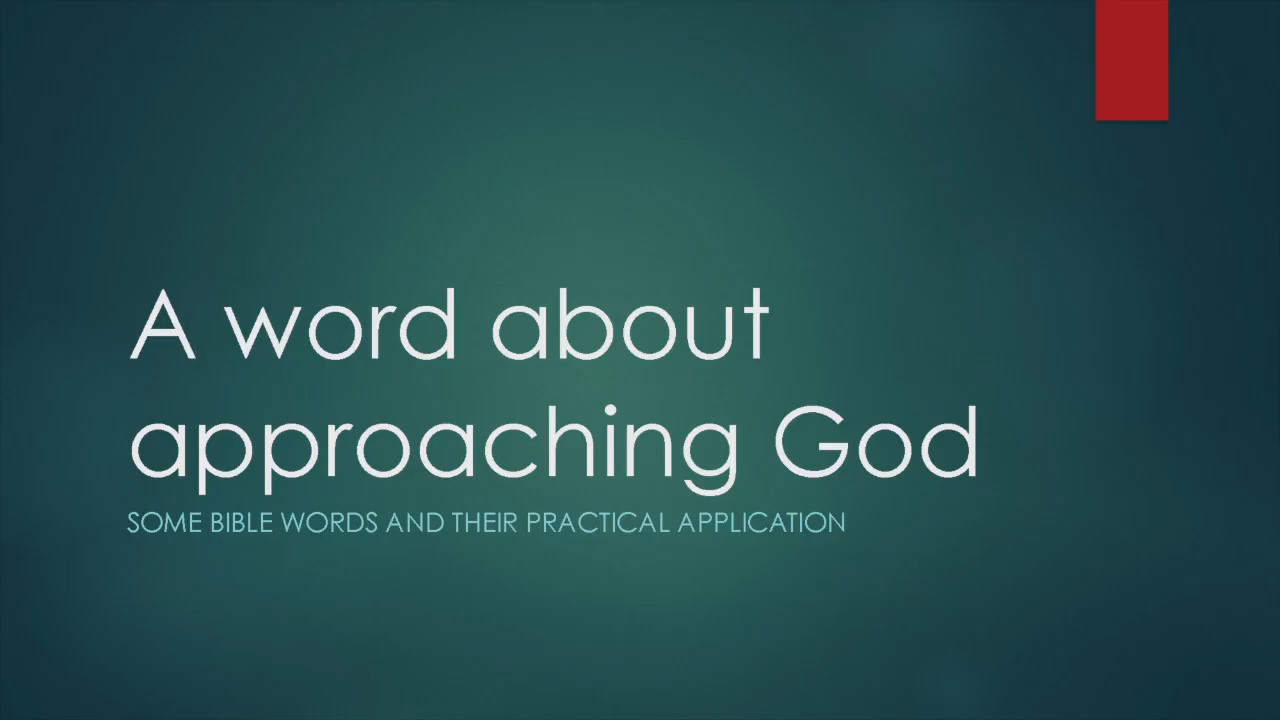 A word about
approaching God
SOME BIBLE WORDS AND THEIR PRACTICAL APPLICATION